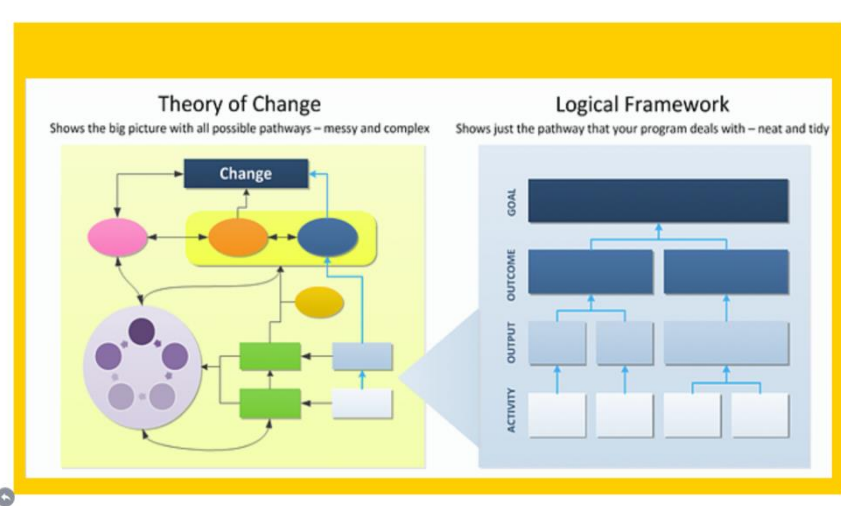 Theory of Change
Shows the big picture with all possible pathways – messy and complex
Change
Logical Framework
Shows just the pathway that your program deals with – neat and tidy
GOAL
OUTCOME
OUTPUT
ACTIVITY